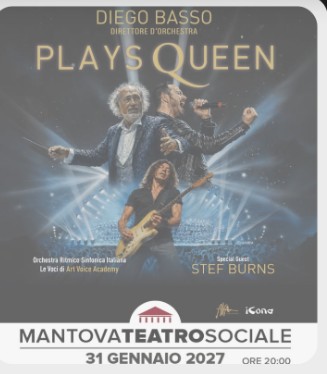 DIEGO BASSO
DIRETTORE D'ORCHESTRA
PLAYS QUEEN
Orchestra Ritmico Sinfonica Italiana
Le Voci di Art Voice Academy
Special Guest
STEF BURNS
iCona
MANTOVATEATROSOCIALE
31 GENNAIO 2027 ORE 20:00